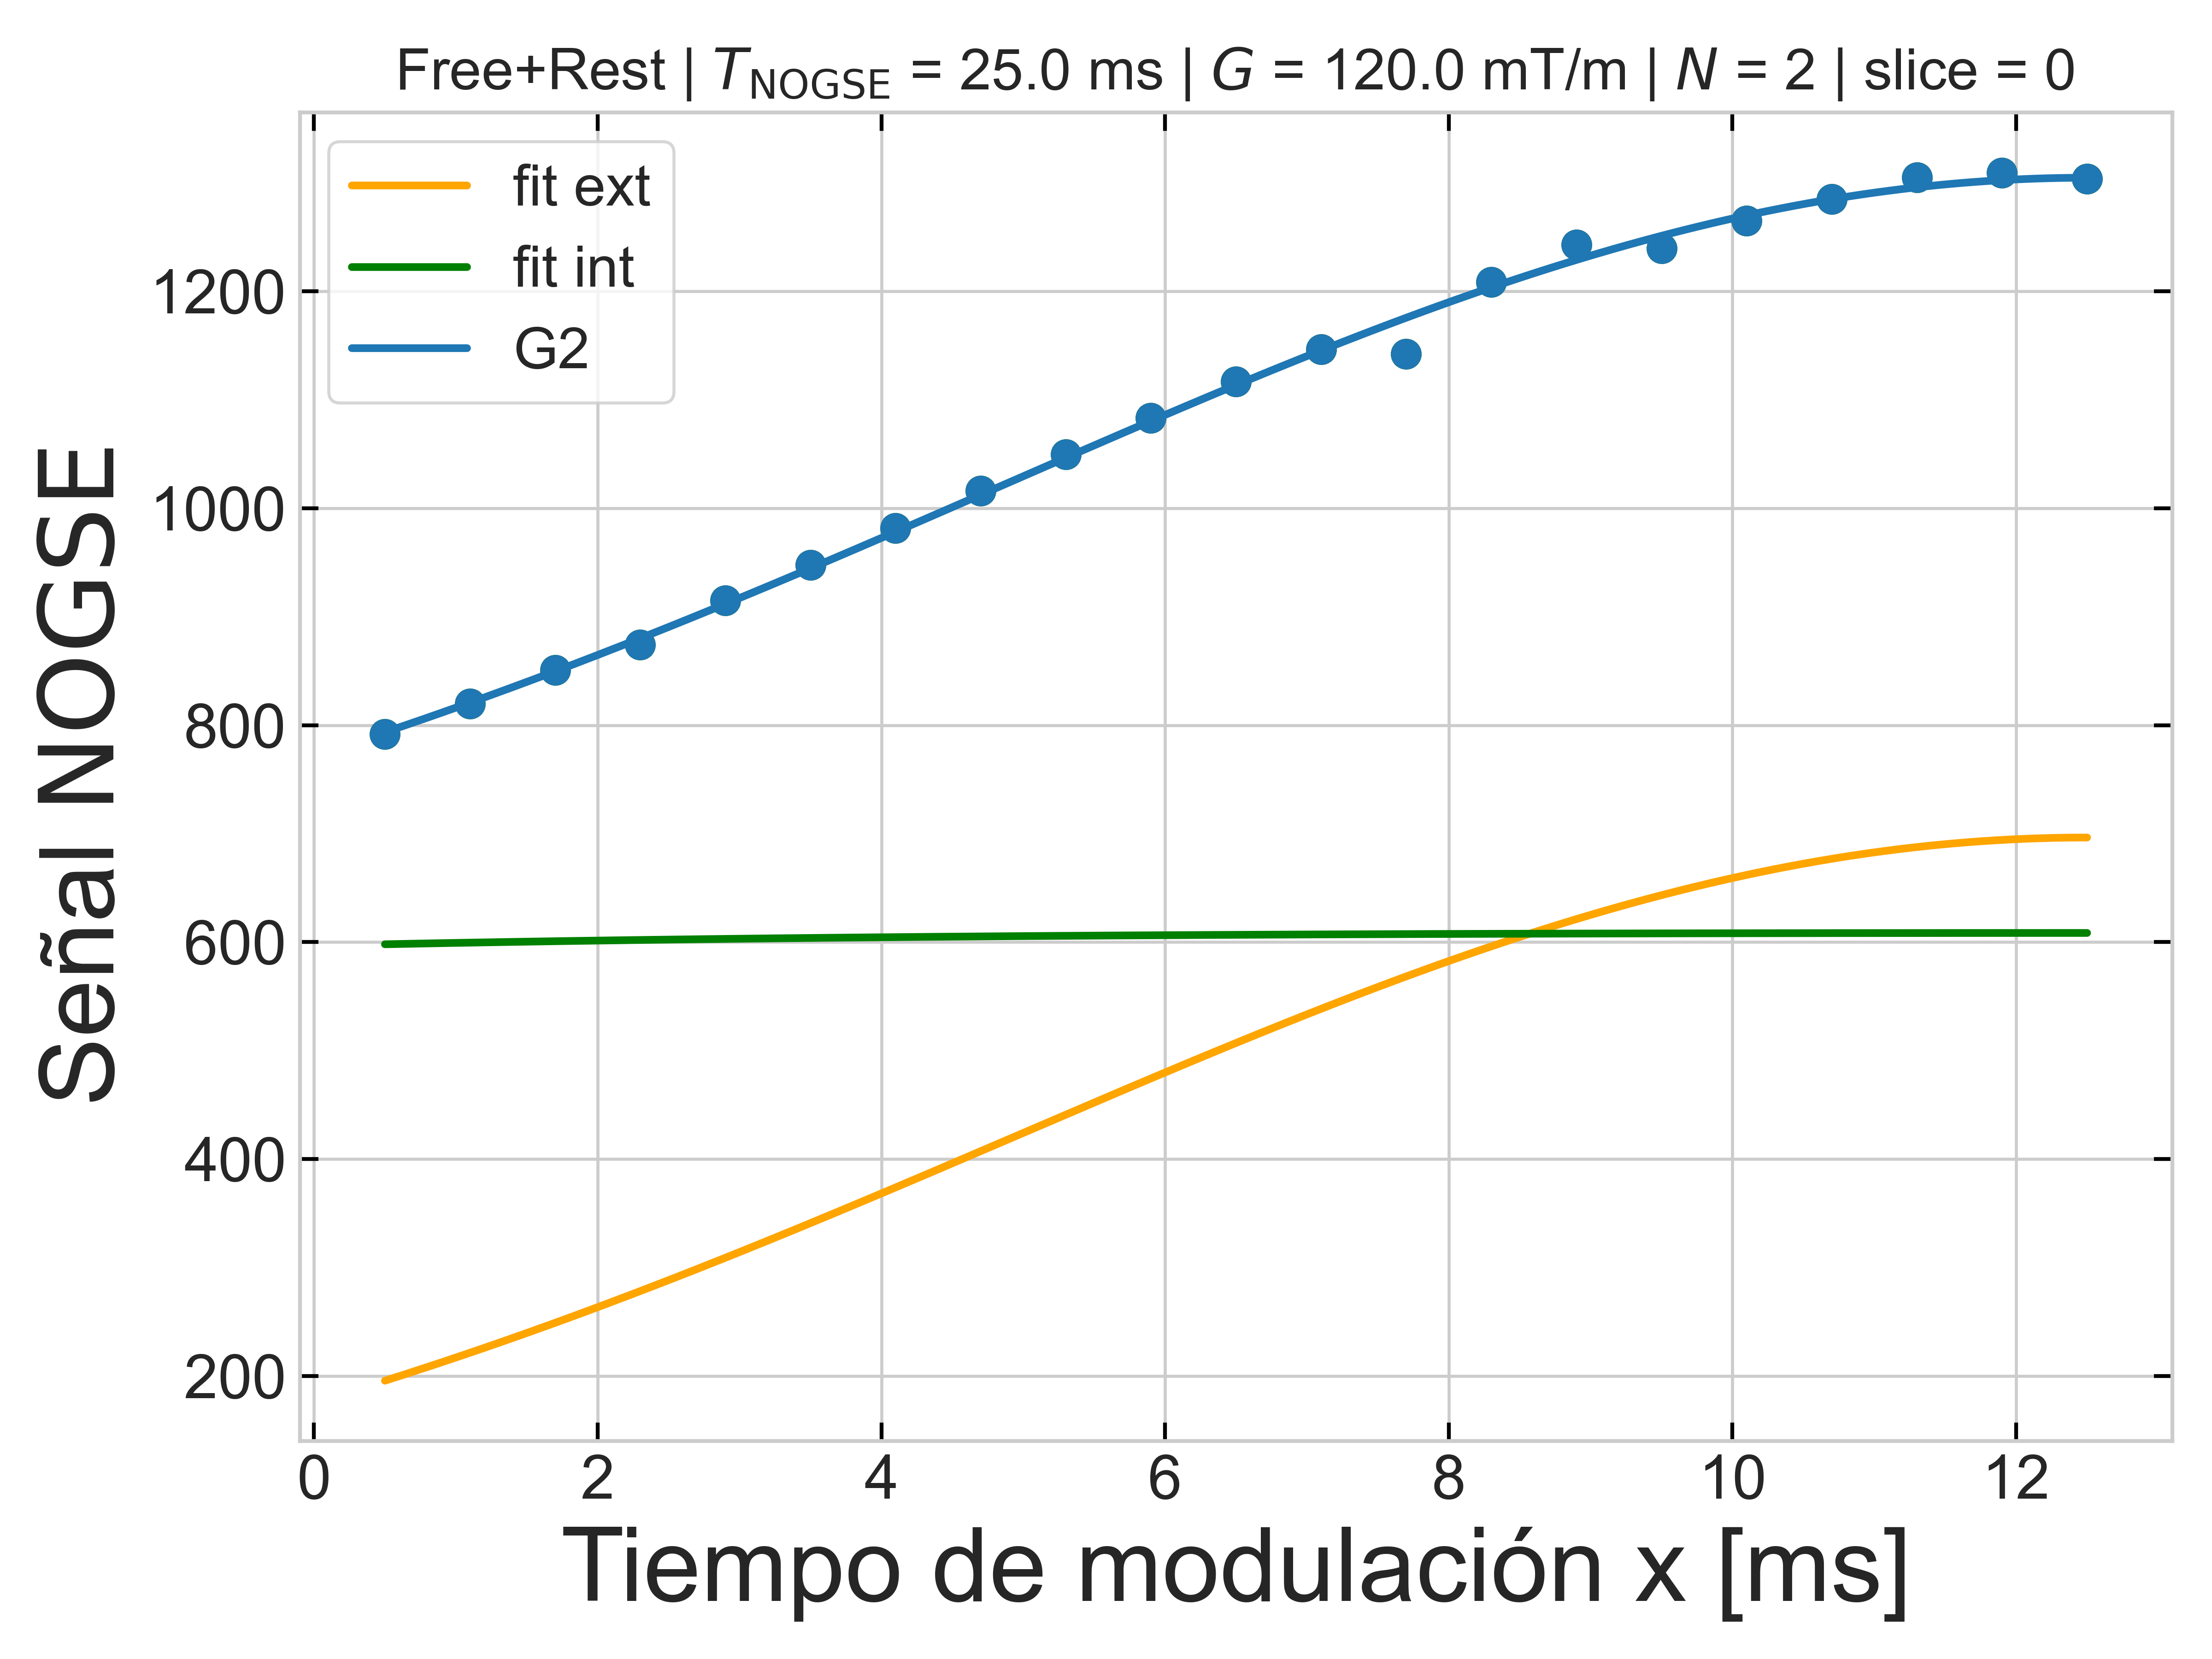 Free+Rest | T_NOGSE = 25.0 ms | G = 120.0 mT/m | N = 2 | slice = 0
fit ext
fit int
G2
Señal NOGSE
1200
1000
800
600
400
200
0 2 4 6 8 10 12
Tiempo de modulación x [ms]